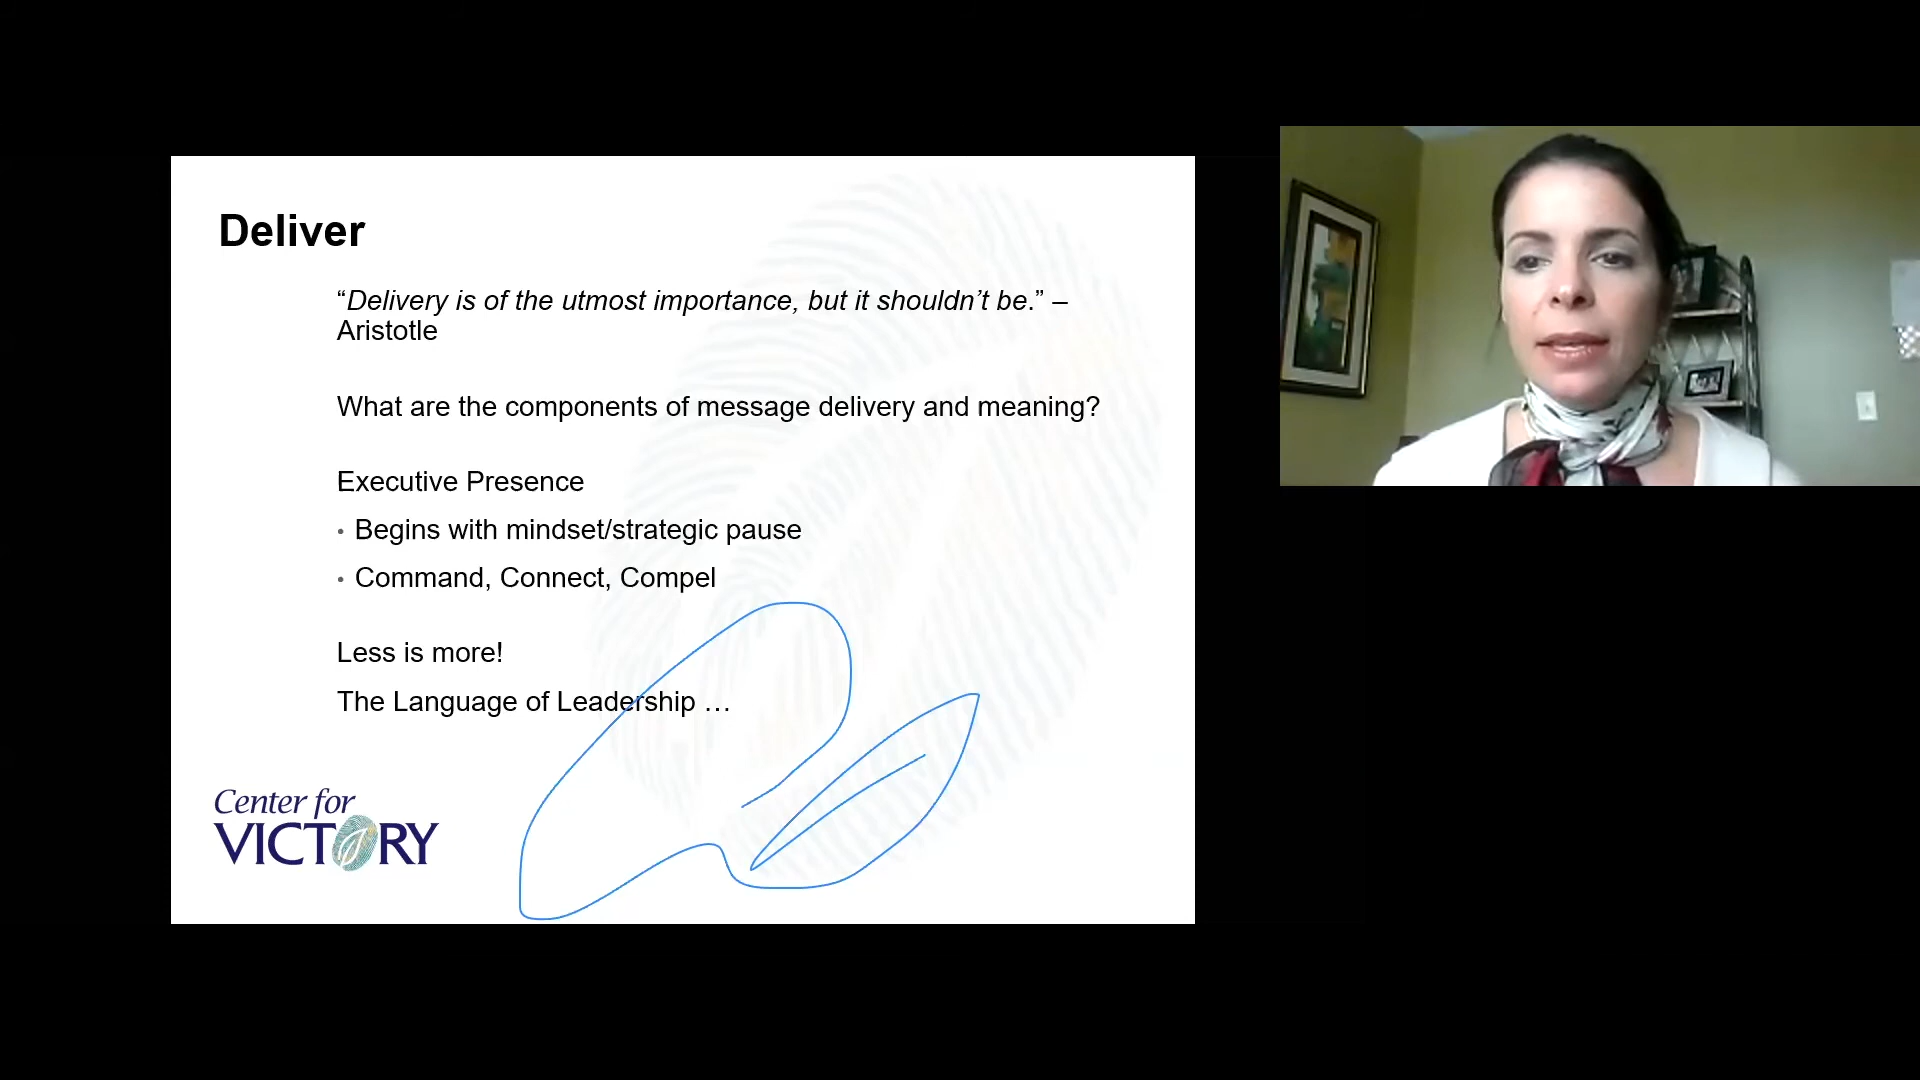 Deliver
“Delivery is of the utmost importance, but it shouldn’t be.” –
Aristotle
What are the components of message delivery and meaning?
Executive Presence
• Begins with mindset/strategic pause
• Command, Connect, Compel
Less is more!
The Language of Leadership …
Center for
VICTORY